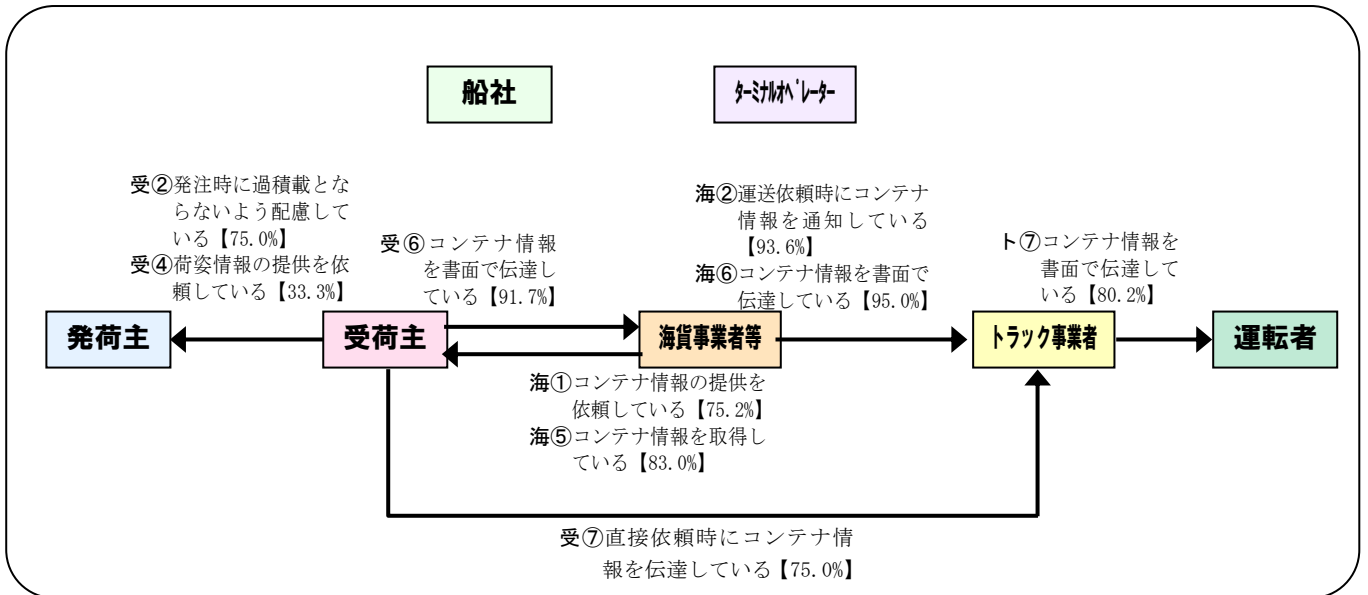 船社
ターミナルオペレーター
受②発注時に過積載とな
らないよう配慮して
いる【75.0%】
受④荷姿情報の提供を依
頼している【33.3%】
受⑥コンテナ情報
を書面で伝達し
ている【91.7%】
海②運送依頼時にコンテナ
情報を通知している
【93.6%】
海⑥コンテナ情報を書面で
伝達している【95.0%】
ト⑦コンテナ情報を
書面で伝達して
いる【80.2%】
発荷主
受荷主
海貨事業者等
トラック事業者
運転者
海①コンテナ情報の提供を
依頼している【75.2%】
海⑤コンテナ情報を取得し
ている【83.0%】
受⑦直接依頼時にコンテナ情
報を伝達している【75.0%】